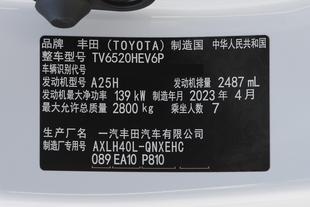 品牌 丰田（TOYOTA）制造国 中华人民共和国
整车型号 TV6520HEV6P
车辆识别代号
发动机型号 A25H 发动机排量 2487 mL
发动机最大净功率 139 kW 制造年月 2023 年 4 月
最大允许总质量 2800 kg 乘坐人数 7
生产厂名 一汽丰田汽车有限公司
制造厂专用号 AXLH40L-QNXEHC
089 EA10 P810